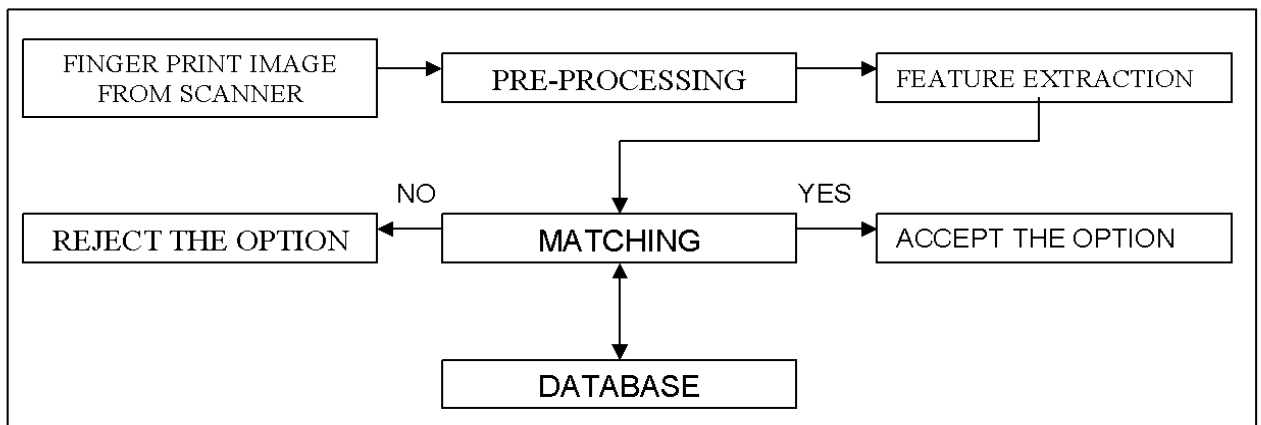 FINGER PRINT IMAGE
FROM SCANNER
PRE-PROCESSING
FEATURE EXTRACTION
NO
YES
REJECT THE OPTION
MATCHING
ACCEPT THE OPTION
DATABASE